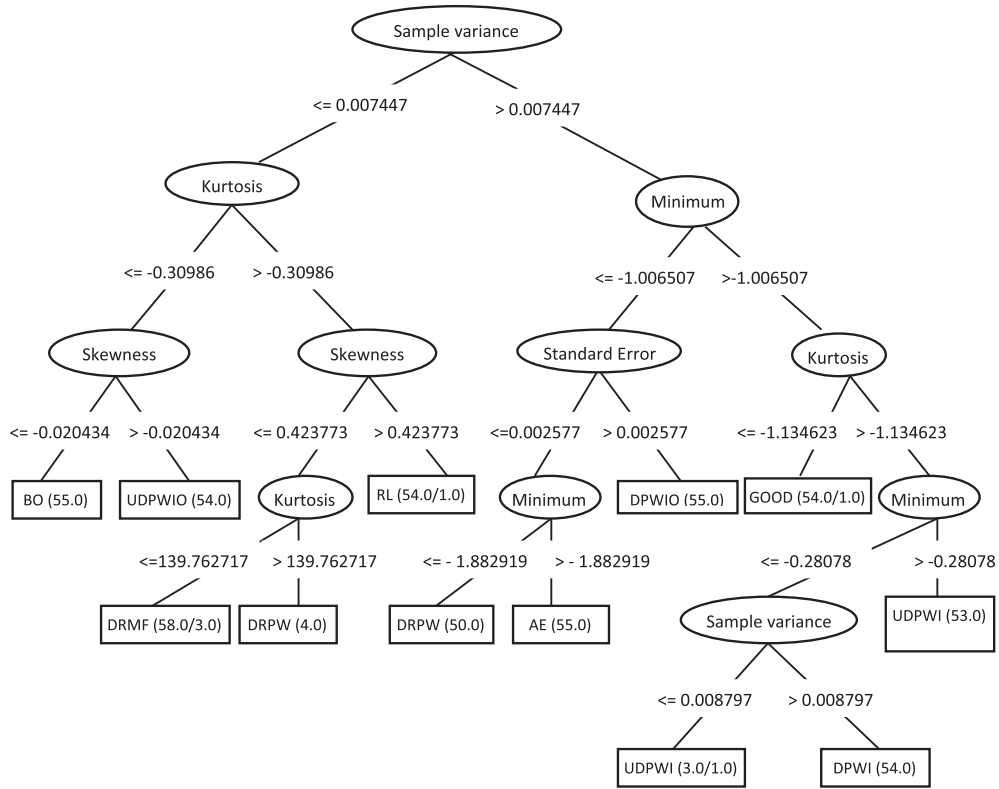 Sample variance
<= 0.007447
> 0.007447
Kurtosis
Minimum
<= -0.30986
> -0.30986
<= -1.006507
>-1.006507
Skewness
Skewness
Standard Error
Kurtosis
<= -0.020434
> -0.020434
<= 0.423773
> 0.423773
<=0.002577
> 0.002577
<= -1.134623
> -1.134623
BO (55.0)
UDPWIO (54.0)
Kurtosis
RL (54.0/1.0)
Minimum
DPWIO (55.0)
GOOD (54.0/1.0)
Minimum
<=139.762717
> 139.762717
<= - 1.882919
> - 1.882919
<= -0.28078
> -0.28078
DRMF (58.0/3.0)
DRPW (4.0)
DRPW (50.0)
AE (55.0)
Sample variance
UDPWI (53.0)
<= 0.008797
> 0.008797
UDPWI (3.0/1.0)
DPWI (54.0)